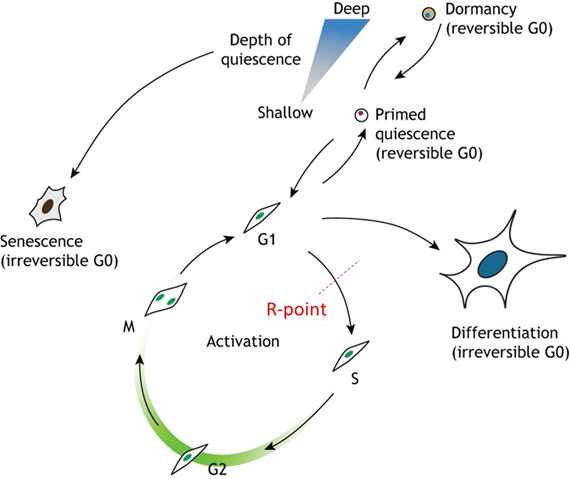 Deep
Dormancy
(reversible G0)
Depth of
quiescence
Shallow
Primed
quiescence
(reversible G0)
Senescence
(irreversible G0)
G1
R-point
M
Activation
Differentiation
(irreversible G0)
S
G2